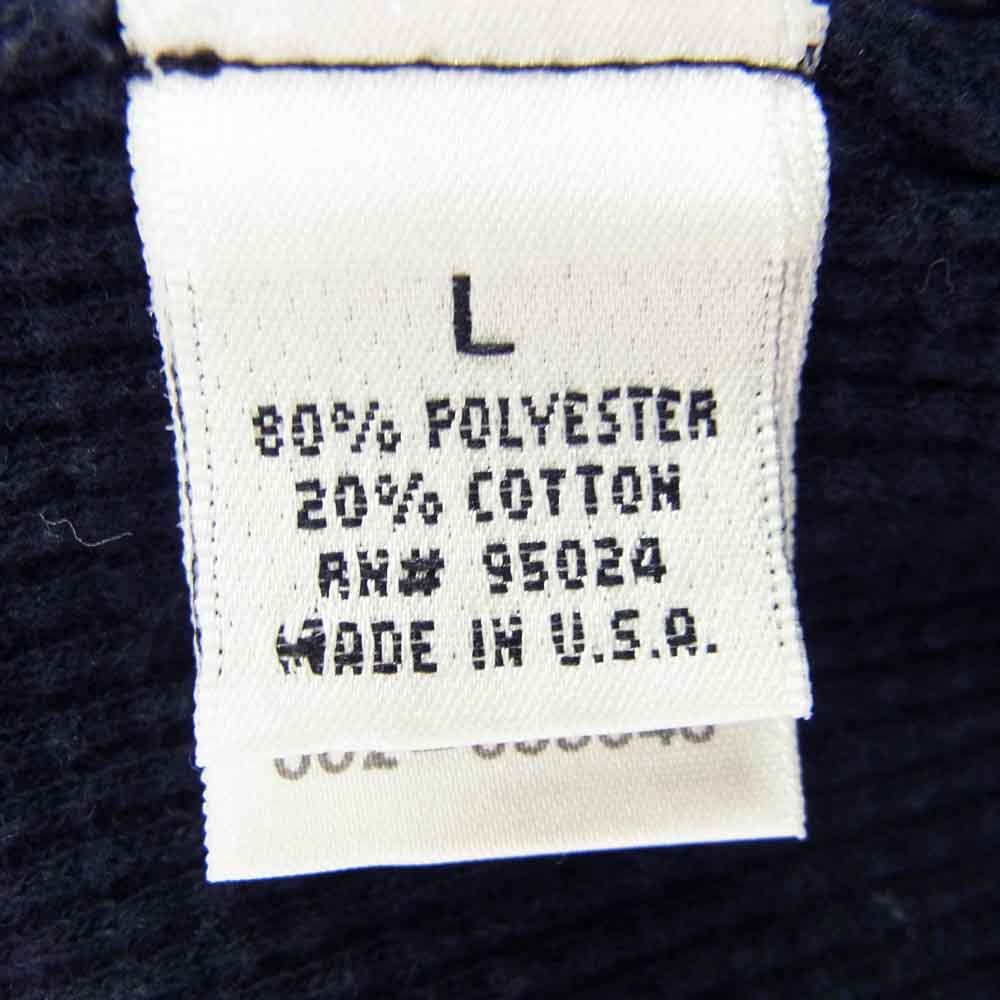 L
80% POLYESTER
20% COTTON
RN# 95024
MADE IN U.S.A.